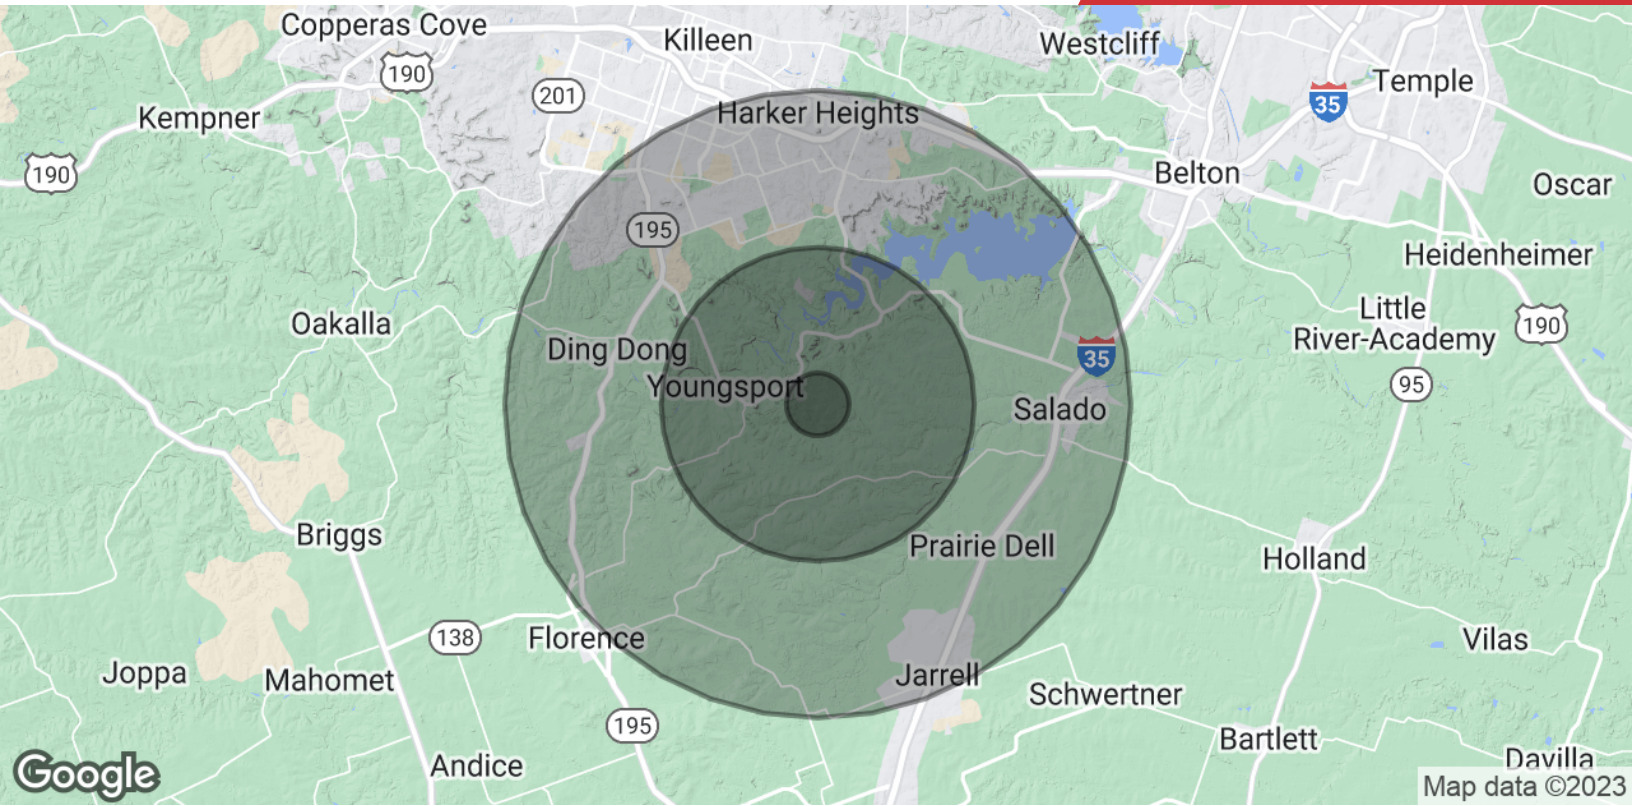 Copperas Cove
Killeen
Westcliff
190
Temple
201
35
Harker Heights
Kempner
190
Belton
Oscar
195
Heidenheimer
Little
River-Academy
Oakalla
190
Ding Dong
35
Youngsport
95
Salado
Briggs
Prairie Dell
Holland
138
Florence
Vilas
Joppa
Mahomet
Jarrell
Schwertner
195
Bartlett
Andice
Davilla
Google
Map data ©2023